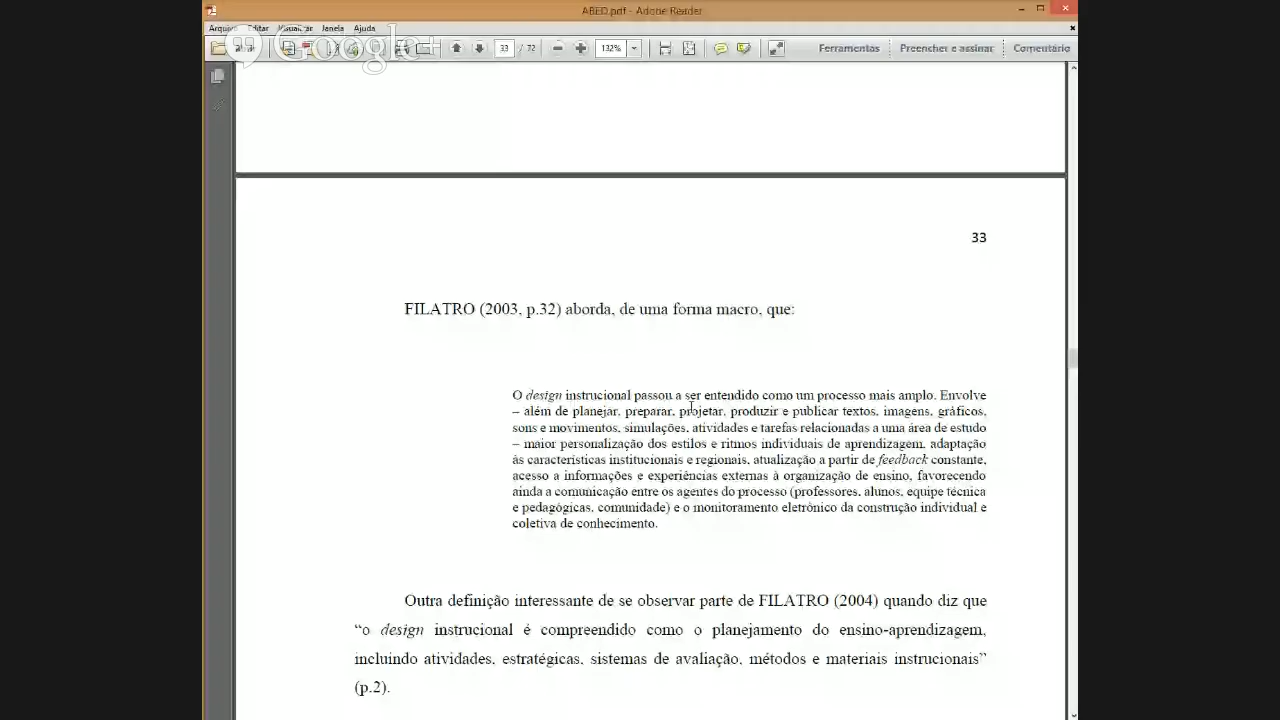 ABED.pdf - Adobe Reader
Editar Visualizar Janela Ajuda
Google+
33 / 72 132% Ferramentas Preencher e assinar Comentário
33
FILATRO (2003, p.32) aborda, de uma forma macro, que:
O design instrucional passou a ser entendido como um processo mais amplo. Envolve
– além de planejar, preparar, projetar, produzir e publicar textos, imagens, gráficos,
sons e movimentos, simulações, atividades e tarefas relacionadas a uma área de estudo
– maior personalização dos estilos e ritmos individuais de aprendizagem, adaptação
às características institucionais e regionais, atualização a partir de feedback constante,
acesso a informações e experiências externas à organização de ensino, favorecendo
ainda a comunicação entre os agentes do processo (professores, alunos, equipe técnica
e pedagógicas, comunidade) e o monitoramento eletrônico da construção individual e
coletiva de conhecimento.
Outra definição interessante de se observar parte de FILATRO (2004) quando diz que
“o design instrucional é compreendido como o planejamento do ensino-aprendizagem,
incluindo atividades, estratégicas, sistemas de avaliação, métodos e materiais instrucionais”
(p.2).